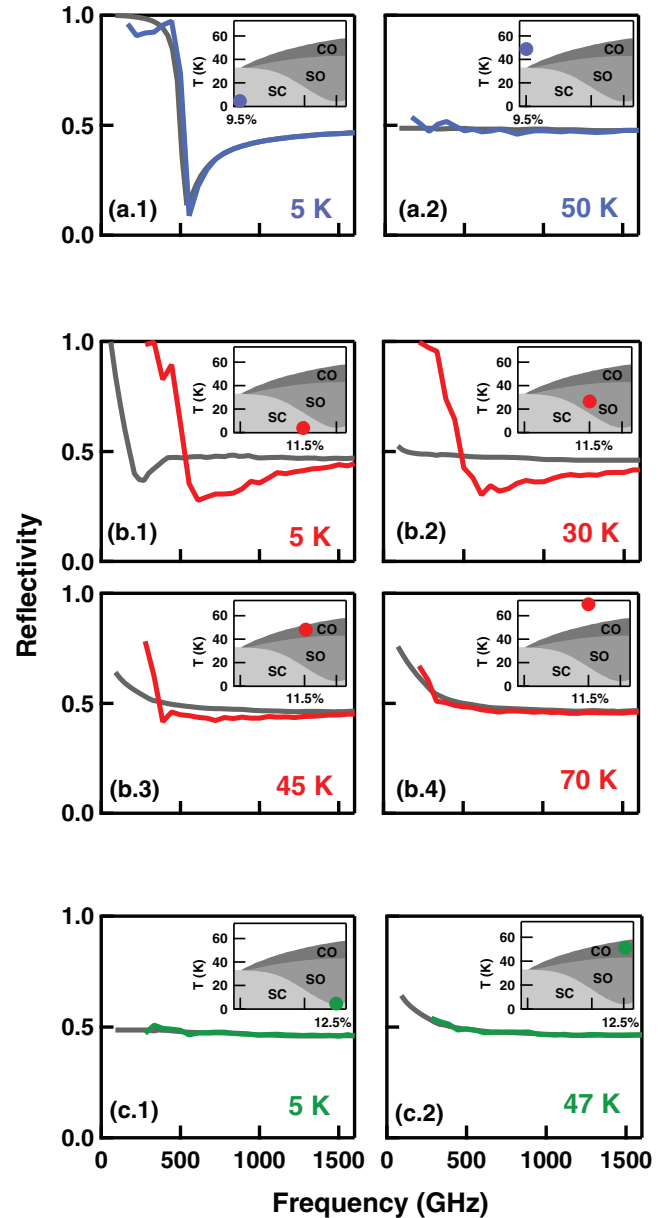 Reflectivity
1.0
0.5
0.0
T (K)
60
40
20
0
CO
SO
SC
9.5%
(a.1)
5 K
T (K)
60
40
20
0
CO
SO
SC
9.5%
(a.2)
50 K
1.0
0.5
0.0
T (K)
60
40
20
0
CO
SO
SC
11.5%
(b.1)
5 K
T (K)
60
40
20
0
CO
SO
SC
11.5%
(b.2)
30 K
1.0
0.5
0.0
T (K)
60
40
20
0
CO
SO
SC
11.5%
(b.3)
45 K
T (K)
60
40
20
0
CO
SO
SC
11.5%
(b.4)
70 K
1.0
0.5
0.0
T (K)
60
40
20
0
CO
SO
SC
12.5%
(c.1)
5 K
T (K)
60
40
20
0
CO
SO
SC
12.5%
(c.2)
47 K
0 500 1000 1500
0 500 1000 1500
Frequency (GHz)